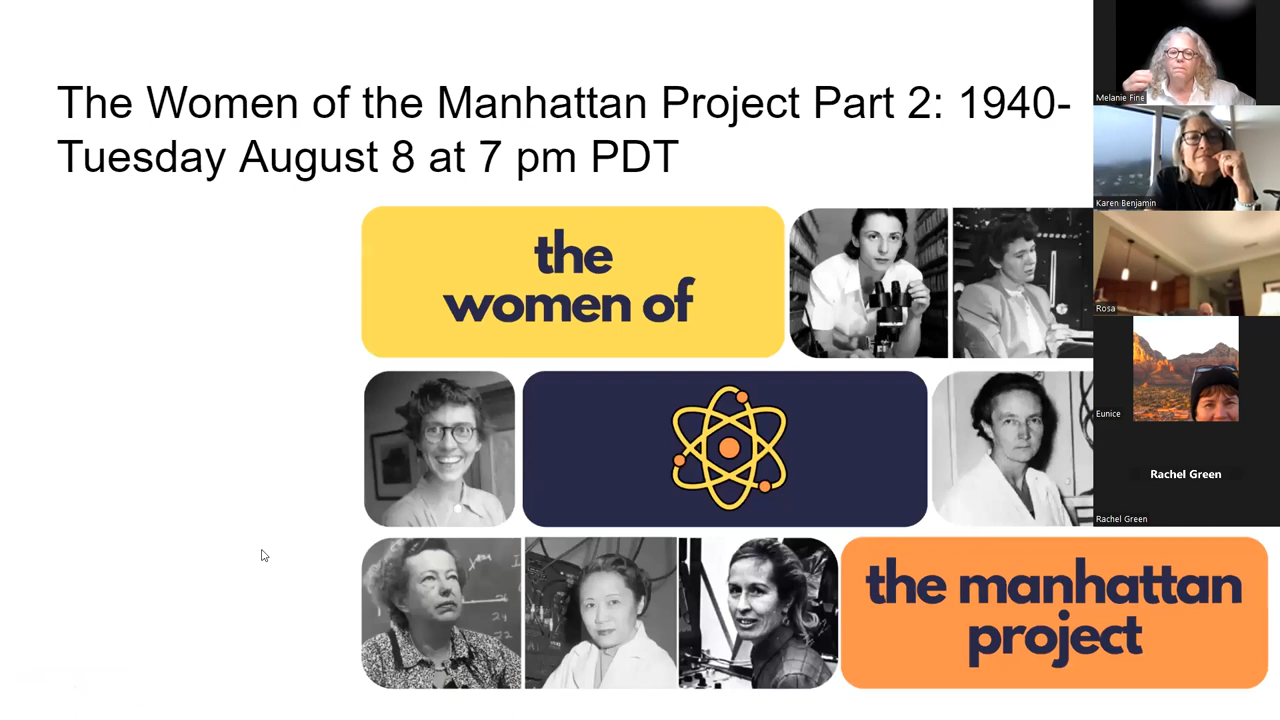 The Women of the Manhattan Project Part 2: 1940-
Tuesday August 8 at 7 pm PDT
the
women of
the manhattan
project
Melanie Fine
Karen Benjamin
Rosa
Eunice
Rachel Green
Rachel Green